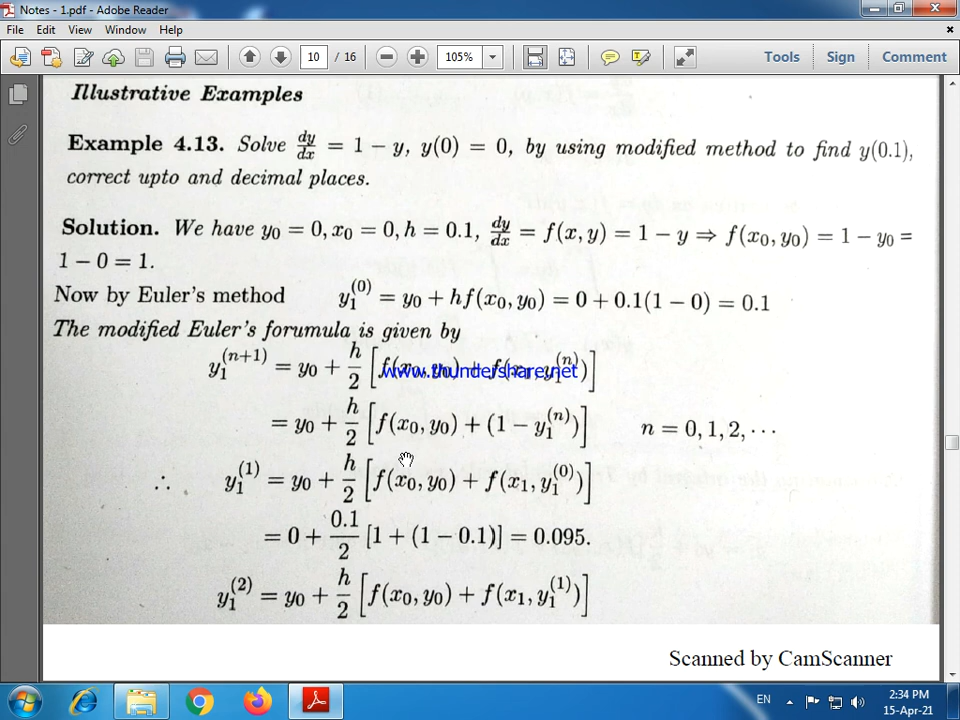 Notes - 1.pdf - Adobe Reader
File Edit View Window Help
10 / 16 105% Tools Sign Comment
Illustrative Examples
Example 4.13. Solve dy/dx = 1 − y, y(0) = 0, by using modified method to find y(0.1),
correct upto and decimal places.
Solution. We have y₀ = 0, x₀ = 0, h = 0.1, dy/dx = f(x, y) = 1 − y ⇒ f(x₀, y₀) = 1 − y₀ =
1 − 0 = 1.
Now by Euler's method y₁⁽⁰⁾ = y₀ + hf(x₀, y₀) = 0 + 0.1(1 − 0) = 0.1
The modified Euler's forumula is given by
y₁⁽ⁿ⁺¹⁾ = y₀ + h/2 [f(x₀, y₀) + f(x₁, y₁⁽ⁿ⁾)]
www.thundershare.net
= y₀ + h/2 [f(x₀, y₀) + (1 − y₁⁽ⁿ⁾)] n = 0, 1, 2, ⋯
∴ y₁⁽¹⁾ = y₀ + h/2 [f(x₀, y₀) + f(x₁, y₁⁽⁰⁾)]
= 0 + 0.1/2 [1 + (1 − 0.1)] = 0.095.
y₁⁽²⁾ = y₀ + h/2 [f(x₀, y₀) + f(x₁, y₁⁽¹⁾)]
Scanned by CamScanner
EN 2:34 PM
15-Apr-21